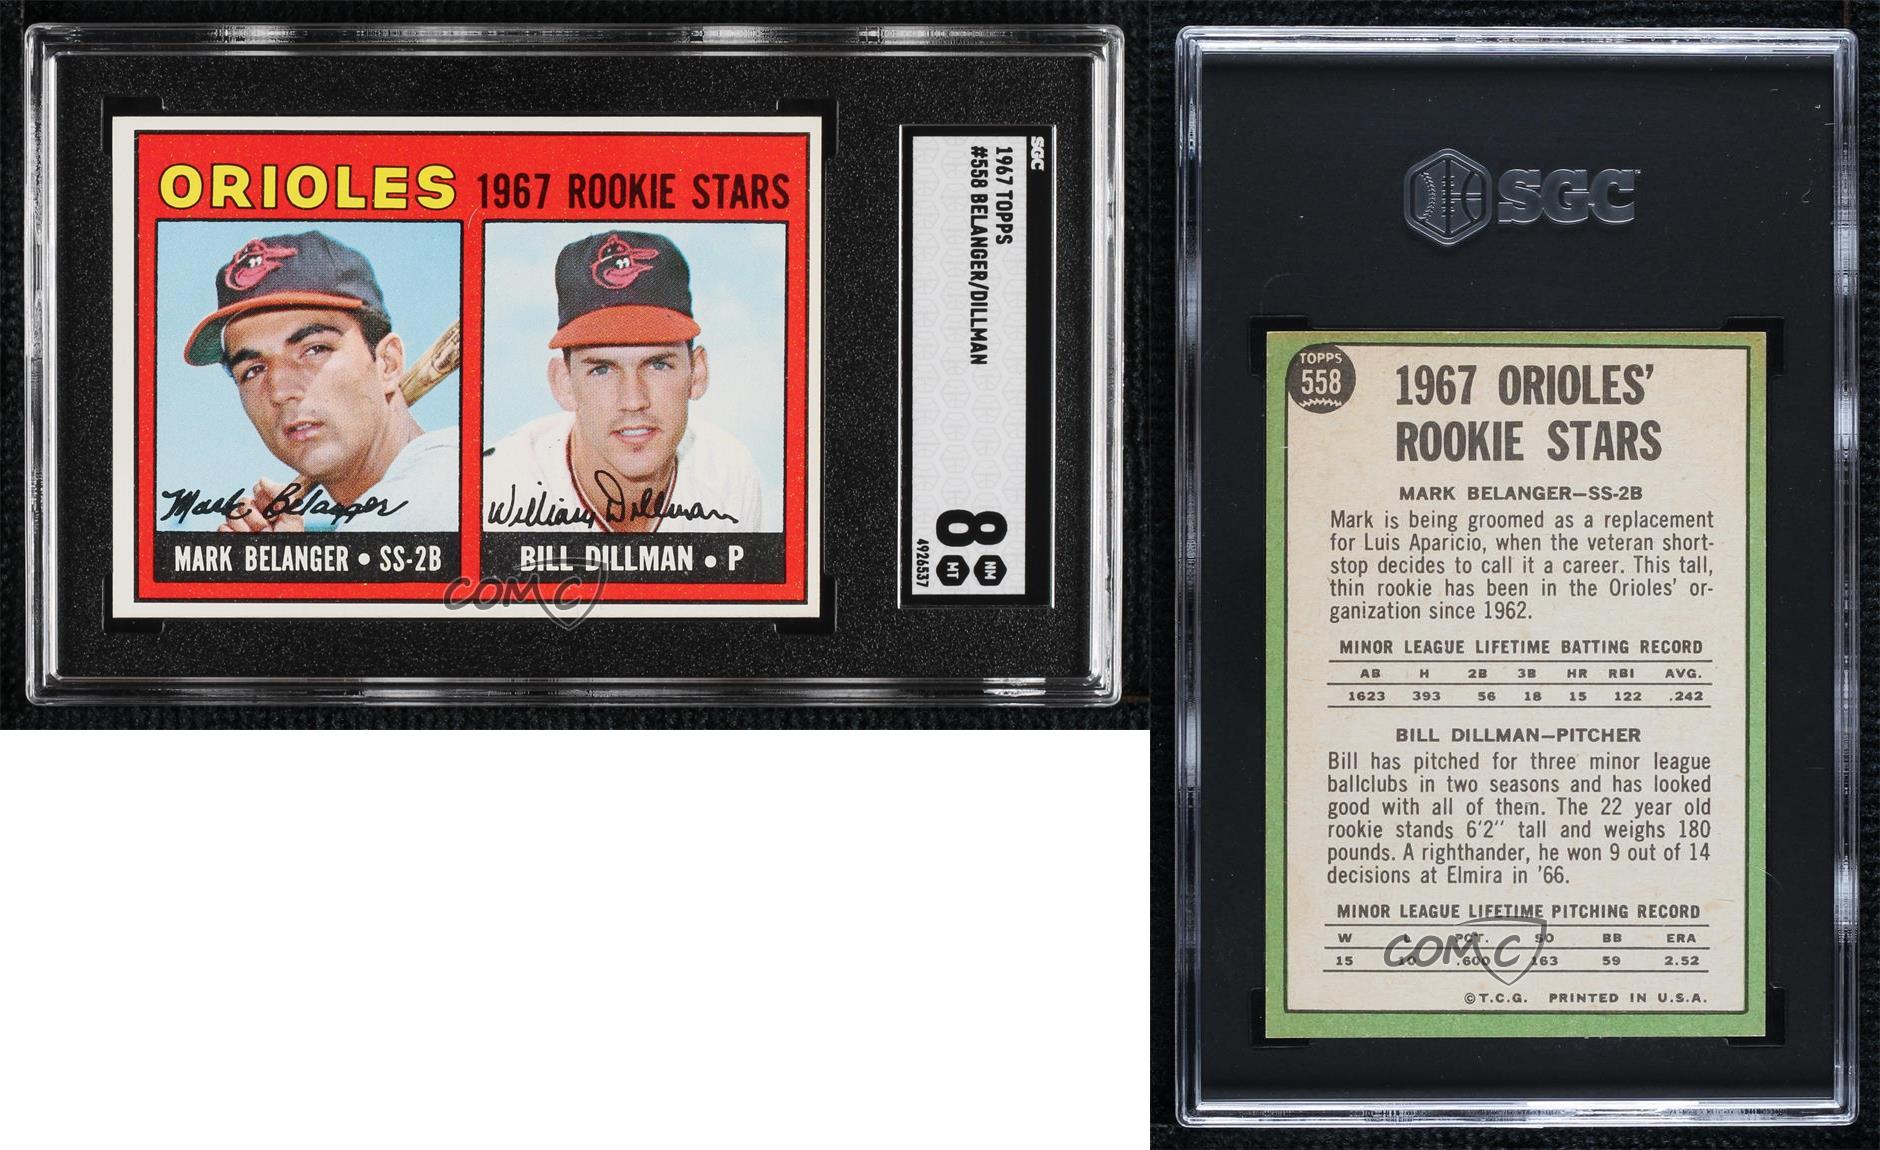 ORIOLES 1967 ROOKIE STARS
Mark Belanger
William Dillman
MARK BELANGER • SS-2B
BILL DILLMAN • P
COMC
SGC
1967 TOPPS
#558 BELANGER/DILLMAN
8
NM
MT
4926537
SGC
TOPPS
558
1967 ORIOLES'
ROOKIE STARS
MARK BELANGER—SS-2B
Mark is being groomed as a replacement
for Luis Aparicio, when the veteran short-
stop decides to call it a career. This tall,
thin rookie has been in the Orioles' or-
ganization since 1962.
MINOR LEAGUE LIFETIME BATTING RECORD
AB H 2B 3B HR RBI AVG.
1623 393 56 18 15 122 .242
BILL DILLMAN—PITCHER
Bill has pitched for three minor league
ballclubs in two seasons and has looked
good with all of them. The 22 year old
rookie stands 6'2" tall and weighs 180
pounds. A righthander, he won 9 out of 14
decisions at Elmira in '66.
MINOR LEAGUE LIFETIME PITCHING RECORD
W L PCT. SO BB ERA
15 10 .600 163 59 2.52
COMC
©T.C.G. PRINTED IN U.S.A.